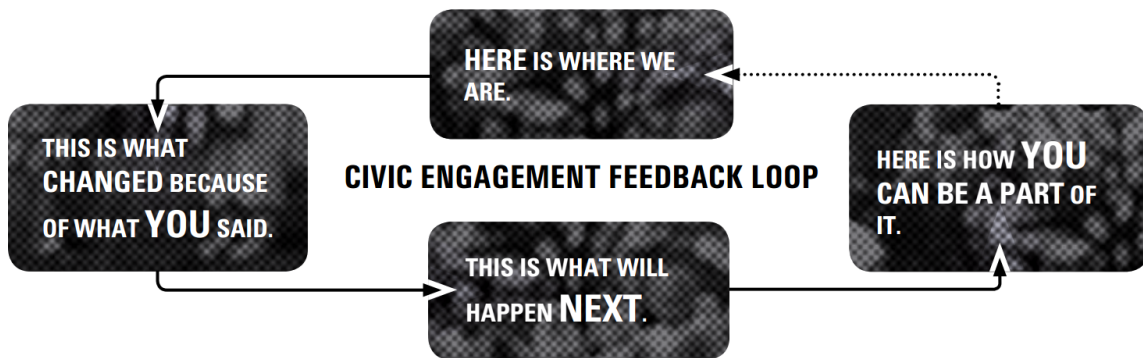 HERE IS WHERE WE
ARE.
THIS IS WHAT
CHANGED BECAUSE
OF WHAT YOU SAID.
CIVIC ENGAGEMENT FEEDBACK LOOP
HERE IS HOW YOU
CAN BE A PART OF
IT.
THIS IS WHAT WILL
HAPPEN NEXT.